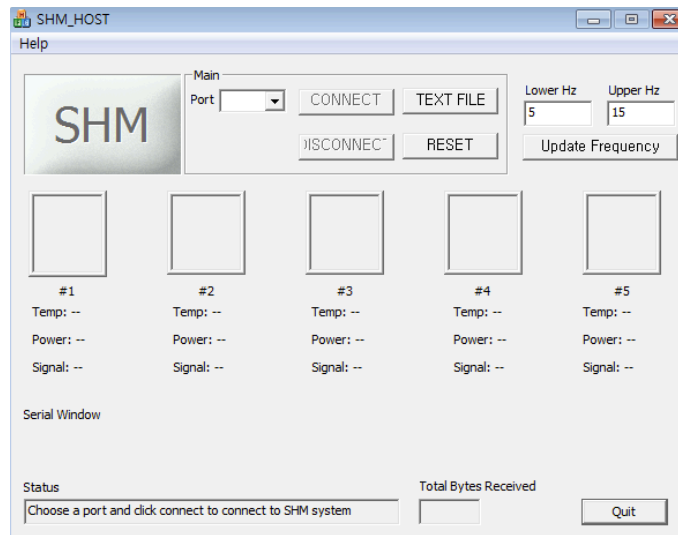 SHM_HOST
Help
SHM
Main
Port
CONNECT
TEXT FILE
DISCONNECT
RESET
Lower Hz Upper Hz
5 15
Update Frequency
#1 #2 #3 #4 #5
Temp: -- Temp: -- Temp: -- Temp: -- Temp: --
Power: -- Power: -- Power: -- Power: -- Power: --
Signal: -- Signal: -- Signal: -- Signal: -- Signal: --
Serial Window
Status
Total Bytes Received
Choose a port and click connect to connect to SHM system
Quit